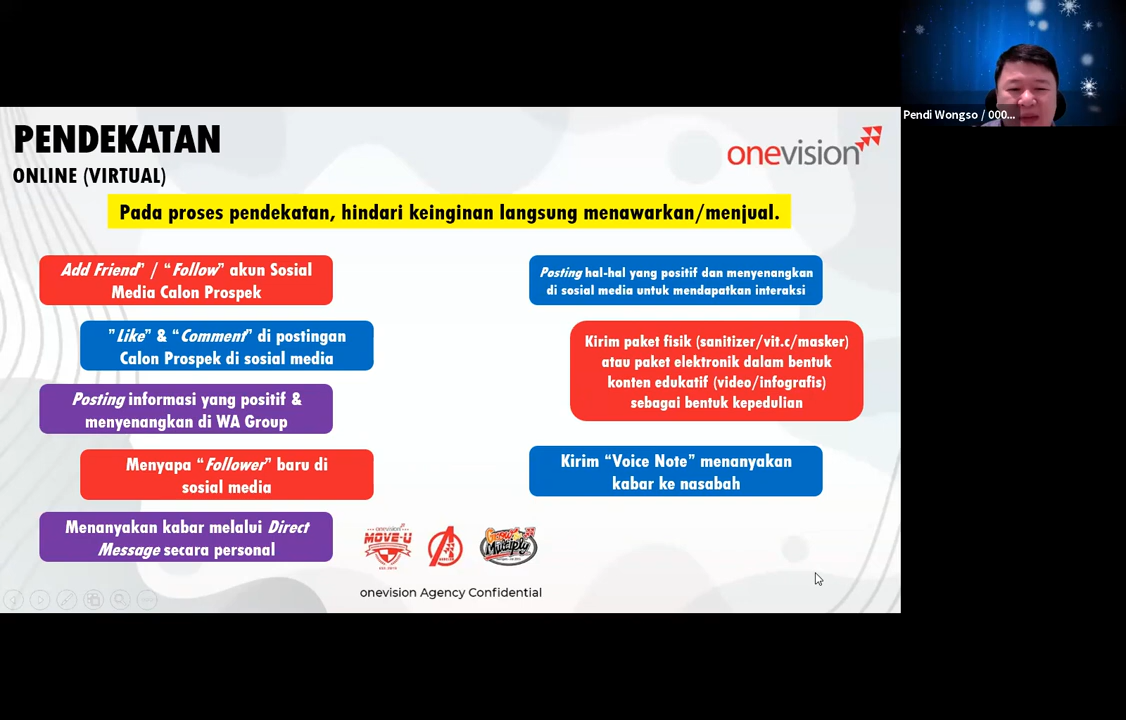 Pendi Wongso / 000...
PENDEKATAN
ONLINE (VIRTUAL)
onevision
Pada proses pendekatan, hindari keinginan langsung menawarkan/menjual.
Add Friend” / “Follow” akun Sosial
Media Calon Prospek
”Like” & “Comment” di postingan
Calon Prospek di sosial media
Posting informasi yang positif &
menyenangkan di WA Group
Menyapa “Follower” baru di
sosial media
Menanyakan kabar melalui Direct
Message secara personal
Posting hal-hal yang positif dan menyenangkan
di sosial media untuk mendapatkan interaksi
Kirim paket fisik (sanitizer/vit.c/masker)
atau paket elektronik dalam bentuk
konten edukatif (video/infografis)
sebagai bentuk kepedulian
Kirim “Voice Note” menanyakan
kabar ke nasabah
onevision
MOVE-U
Multiply
onevision Agency Confidential